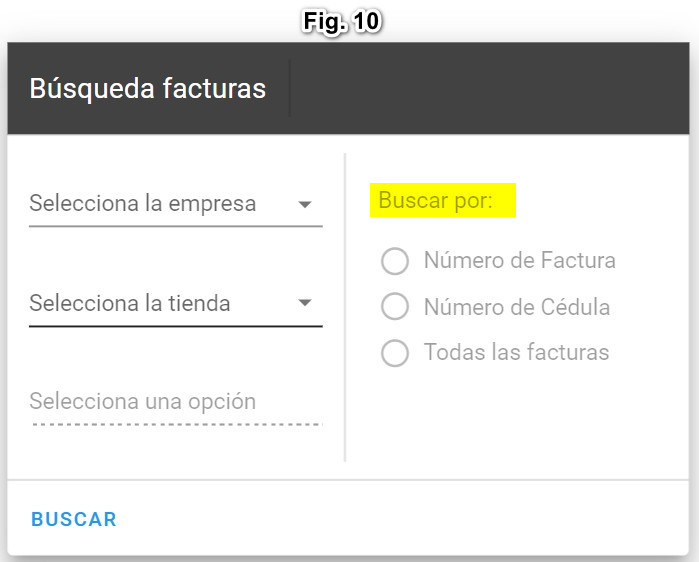 Fig. 10
Búsqueda facturas
Selecciona la empresa
Selecciona la tienda
Selecciona una opción
Buscar por:
Número de Factura
Número de Cédula
Todas las facturas
BUSCAR